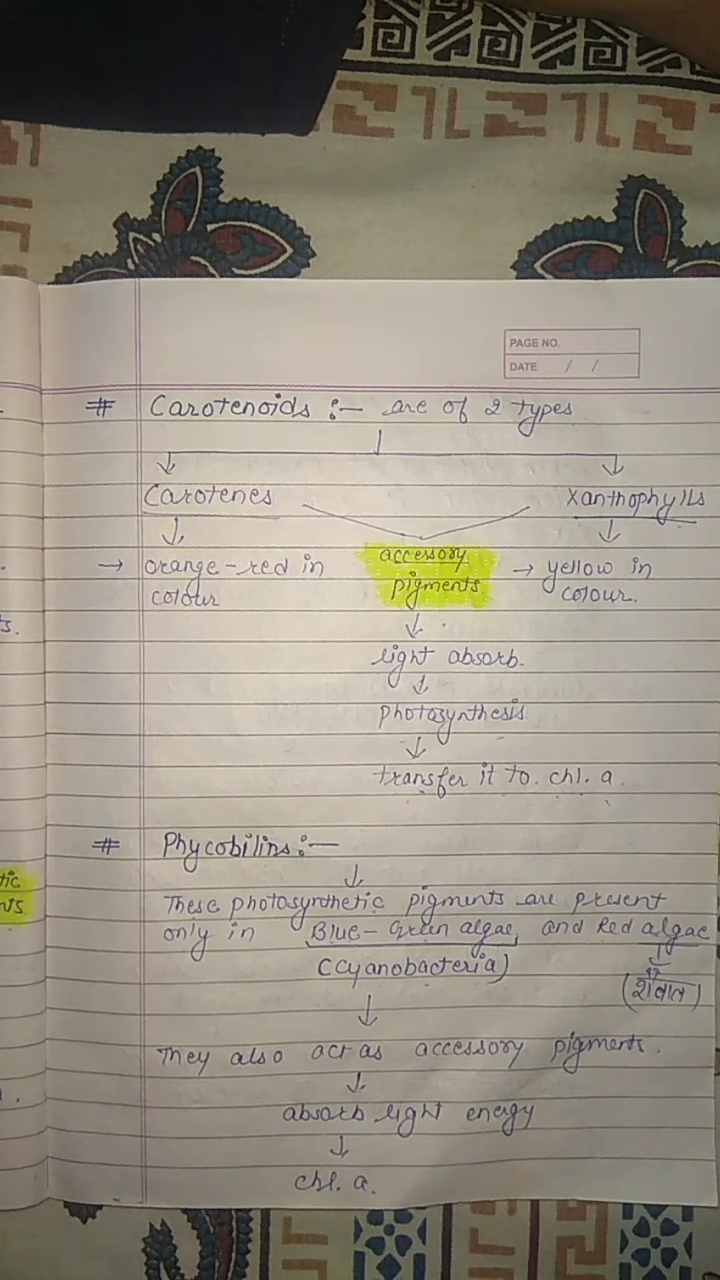 PAGE NO.
DATE / /
# Carotenoids :— are of 2 types
Carotenes Xanthophylls
→ orange-red in colour
accessory pigments
→ yellow in colour.
light absorb.
photosynthesis
transfer it to. chl. a.
# Phycobilins :—
These photosynthetic pigments are present
only in Blue-Green algae, and Red algae
(Cyanobacteria) (शैवाल)
They also act as accessory pigments.
absorb light energy
chl. a.